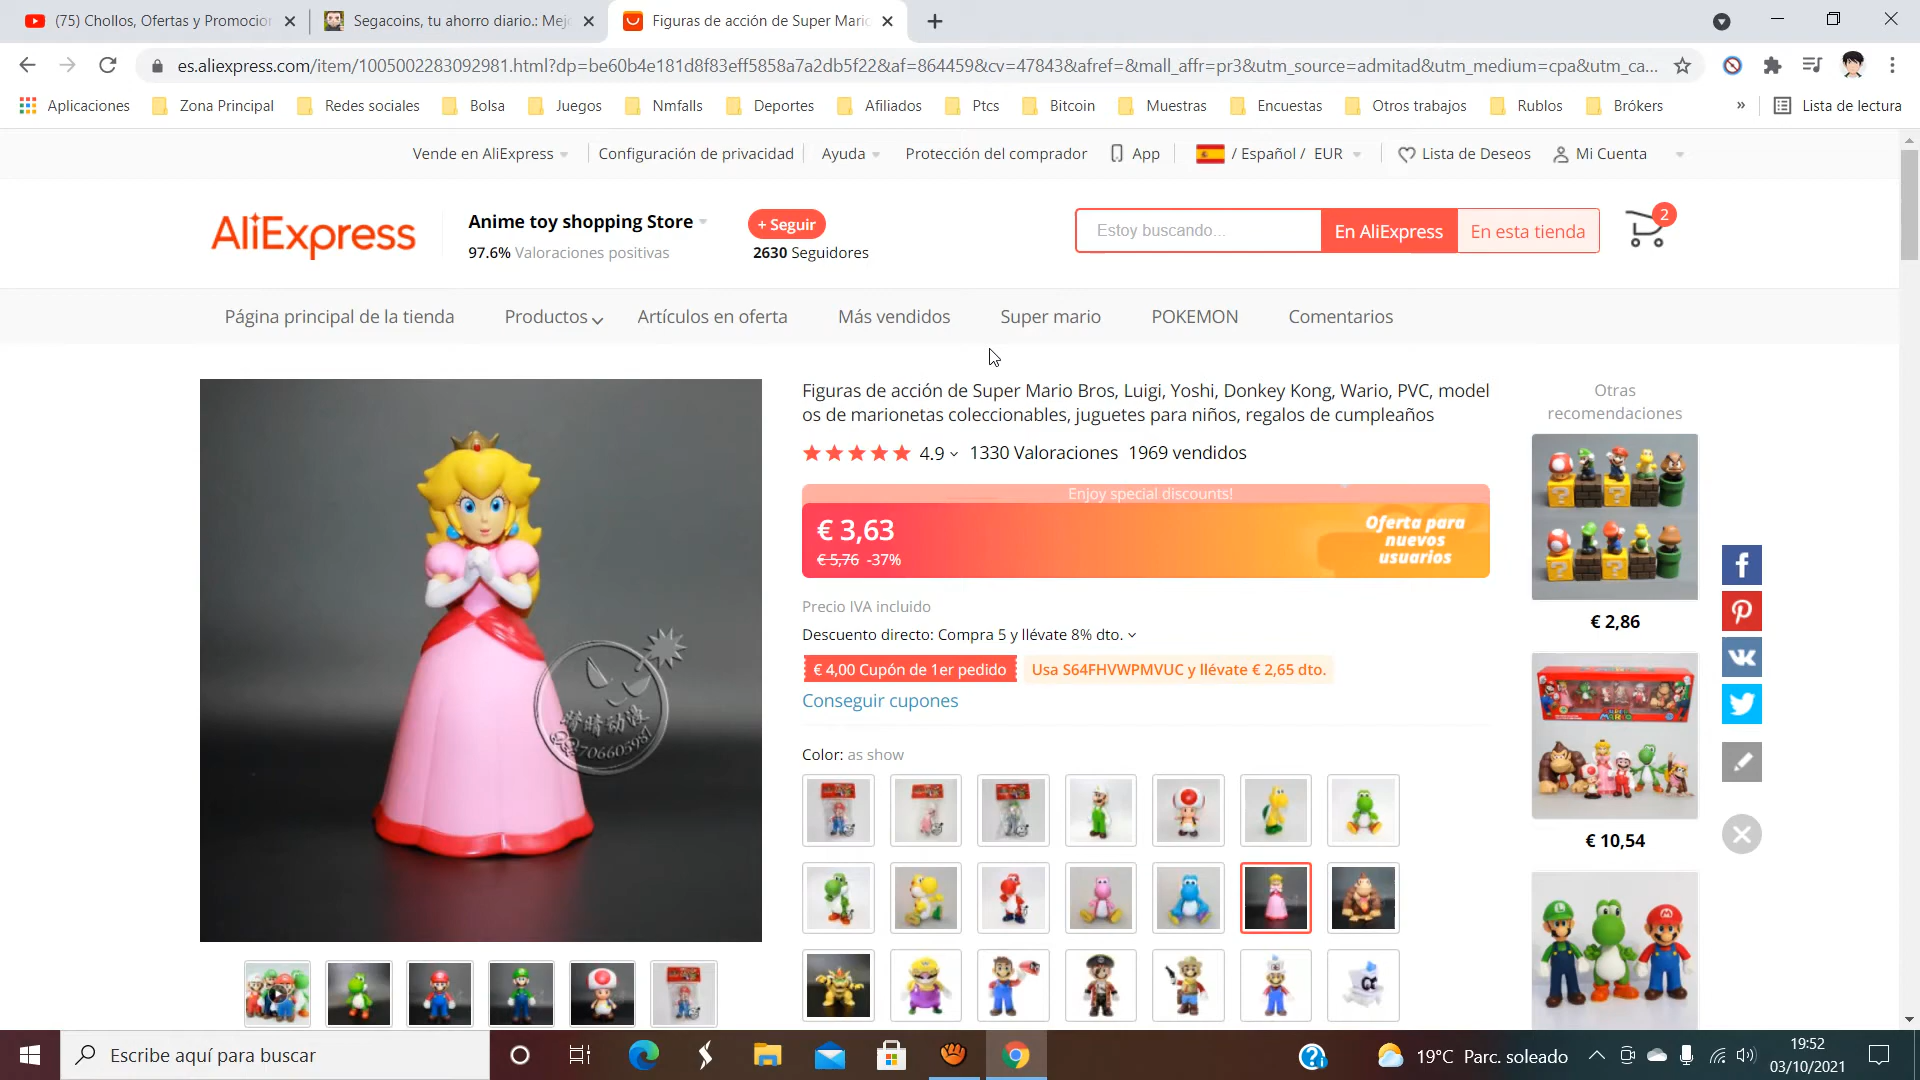 (75) Chollos, Ofertas y Promocion
Segacoins, tu ahorro diario.: Mejo
Figuras de acción de Super Mario
es.aliexpress.com/item/1005002283092981.html?dp=be60b4e181d8f83eff5858a7a2db5f22&af=864459&cv=47843&afref=&mall_affr=pr3&utm_source=admitad&utm_medium=cpa&utm_ca...
Aplicaciones Zona Principal Redes sociales Bolsa Juegos Nmfalls Deportes Afiliados Ptcs Bitcoin Muestras Encuestas Otros trabajos Rublos Brókers » Lista de lectura
Vende en AliExpress Configuración de privacidad Ayuda Protección del comprador App / Español / EUR Lista de Deseos Mi Cuenta
AliExpress
Anime toy shopping Store
97.6% Valoraciones positivas
+ Seguir
2630 Seguidores
Estoy buscando...
En AliExpress
En esta tienda
2
Página principal de la tienda Productos Artículos en oferta Más vendidos Super mario POKEMON Comentarios
Figuras de acción de Super Mario Bros, Luigi, Yoshi, Donkey Kong, Wario, PVC, model
os de marionetas coleccionables, juguetes para niños, regalos de cumpleaños
4.9 1330 Valoraciones 1969 vendidos
Enjoy special discounts!
€ 3,63
€ 5,76 -37%
Oferta para
nuevos
usuarios
Precio IVA incluido
Descuento directo: Compra 5 y llévate 8% dto.
€ 4,00 Cupón de 1er pedido
Usa S64FHVWPMVUC y llévate € 2,65 dto.
Conseguir cupones
Color: as show
Otras
recomendaciones
€ 2,86
€ 10,54
Escribe aquí para buscar
19°C Parc. soleado
19:52
03/10/2021